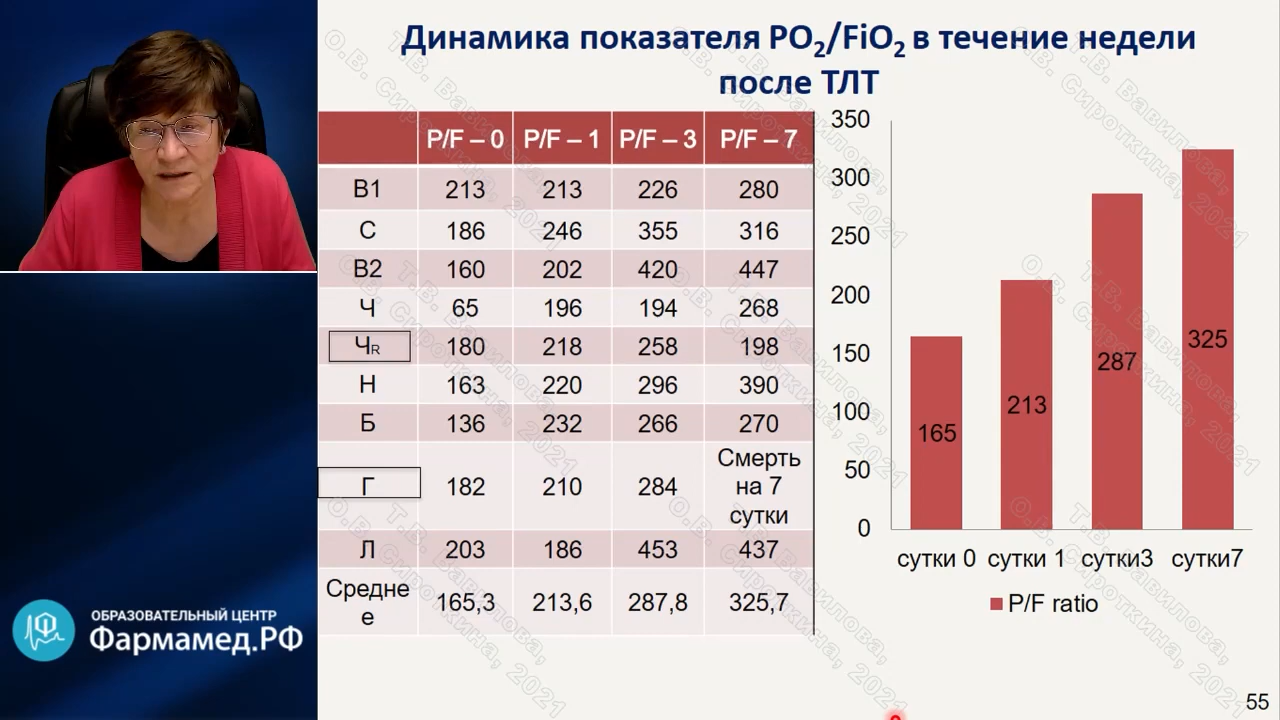 Динамика показателя PO2/FiO2 в течение недели
после ТЛТ
P/F – 0 P/F – 1 P/F – 3 P/F – 7
В1 213 213 226 280
С 186 246 355 316
В2 160 202 420 447
Ч 65 196 194 268
ЧR 180 218 258 198
Н 163 220 296 390
Б 136 232 266 270
Г 182 210 284 Смерть
на 7
сутки
Л 203 186 453 437
Средне
е 165,3 213,6 287,8 325,7
350
300
250
200
150
100
50
0
165
213
287
325
сутки 0 сутки 1 сутки3 сутки7
P/F ratio
ОБРАЗОВАТЕЛЬНЫЙ ЦЕНТР
Фармамед.РФ
55
Т.В. Вавилова,
О.В. Сироткина, 2021